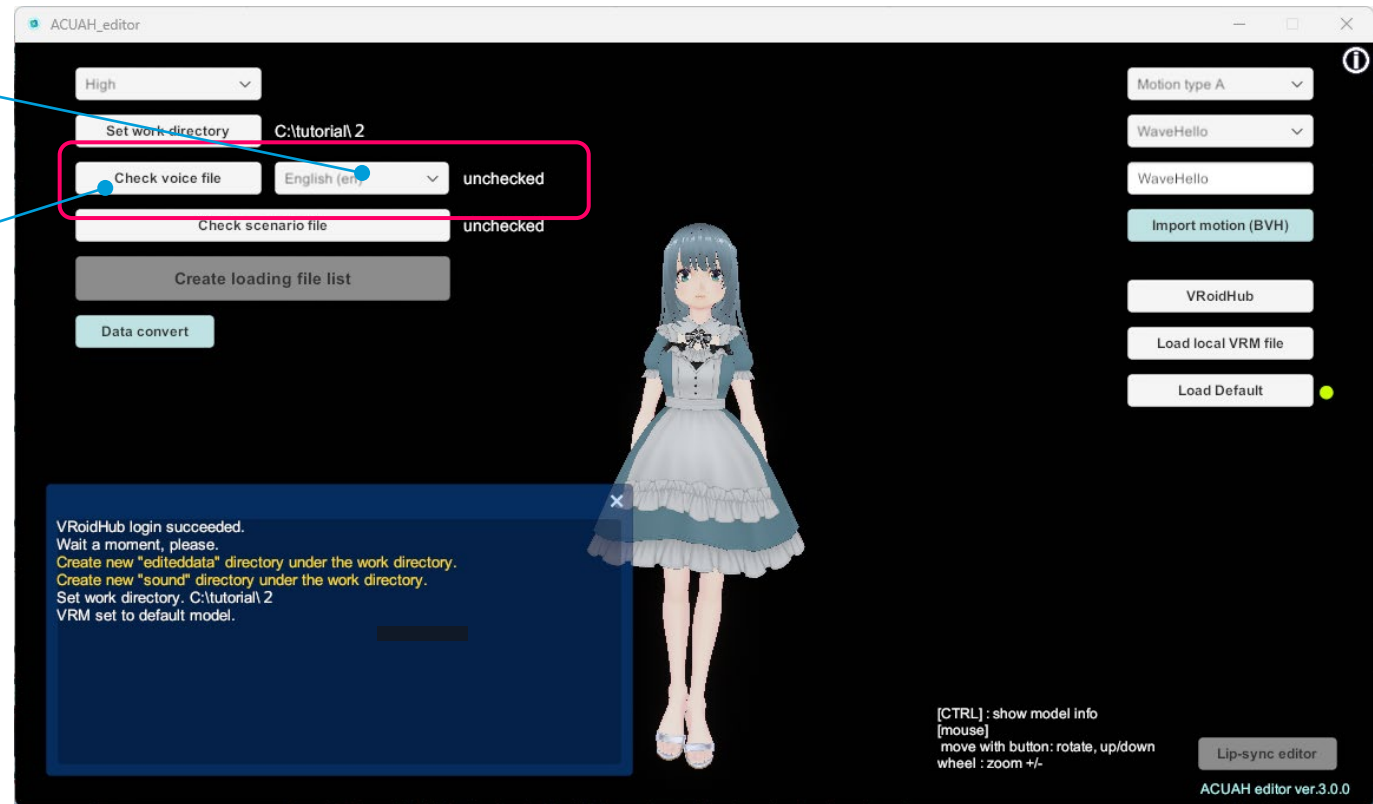 ACUAH_editor
High
Set work directory C:\tutorial\ 2
Check voice file English (en) unchecked
Check scenario file unchecked
Create loading file list
Data convert
Motion type A
WaveHello
WaveHello
Import motion (BVH)
VRoidHub
Load local VRM file
Load Default
VRoidHub login succeeded.
Wait a moment, please.
Create new "editeddata" directory under the work directory.
Create new "sound" directory under the work directory.
Set work directory. C:\tutorial\ 2
VRM set to default model.
[CTRL] : show model info
[mouse]
move with button: rotate, up/down
wheel : zoom +/-
Lip-sync editor
ACUAH editor ver.3.0.0